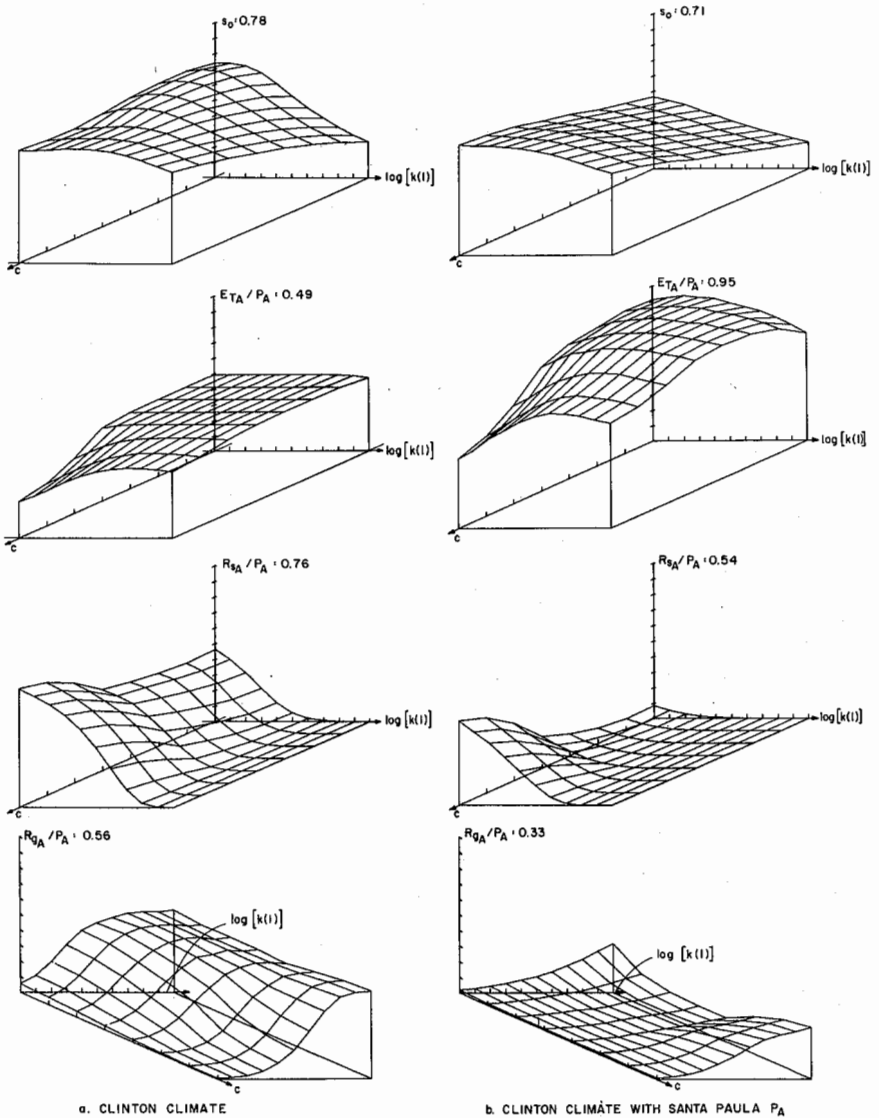 s₀ : 0.78
log [k(1)]
c
E_TA / P_A : 0.49
log [k(1)]
c
R_sA / P_A : 0.76
log [k(1)]
c
R_gA / P_A : 0.56
log [k(1)]
c
a. CLINTON CLIMATE
s₀ : 0.71
log [k(1)]
c
E_TA / P_A : 0.95
log [k(1)]
c
R_sA / P_A : 0.54
log [k(1)]
c
R_gA / P_A : 0.33
log [k(1)]
c
b. CLINTON CLIMATE WITH SANTA PAULA P_A